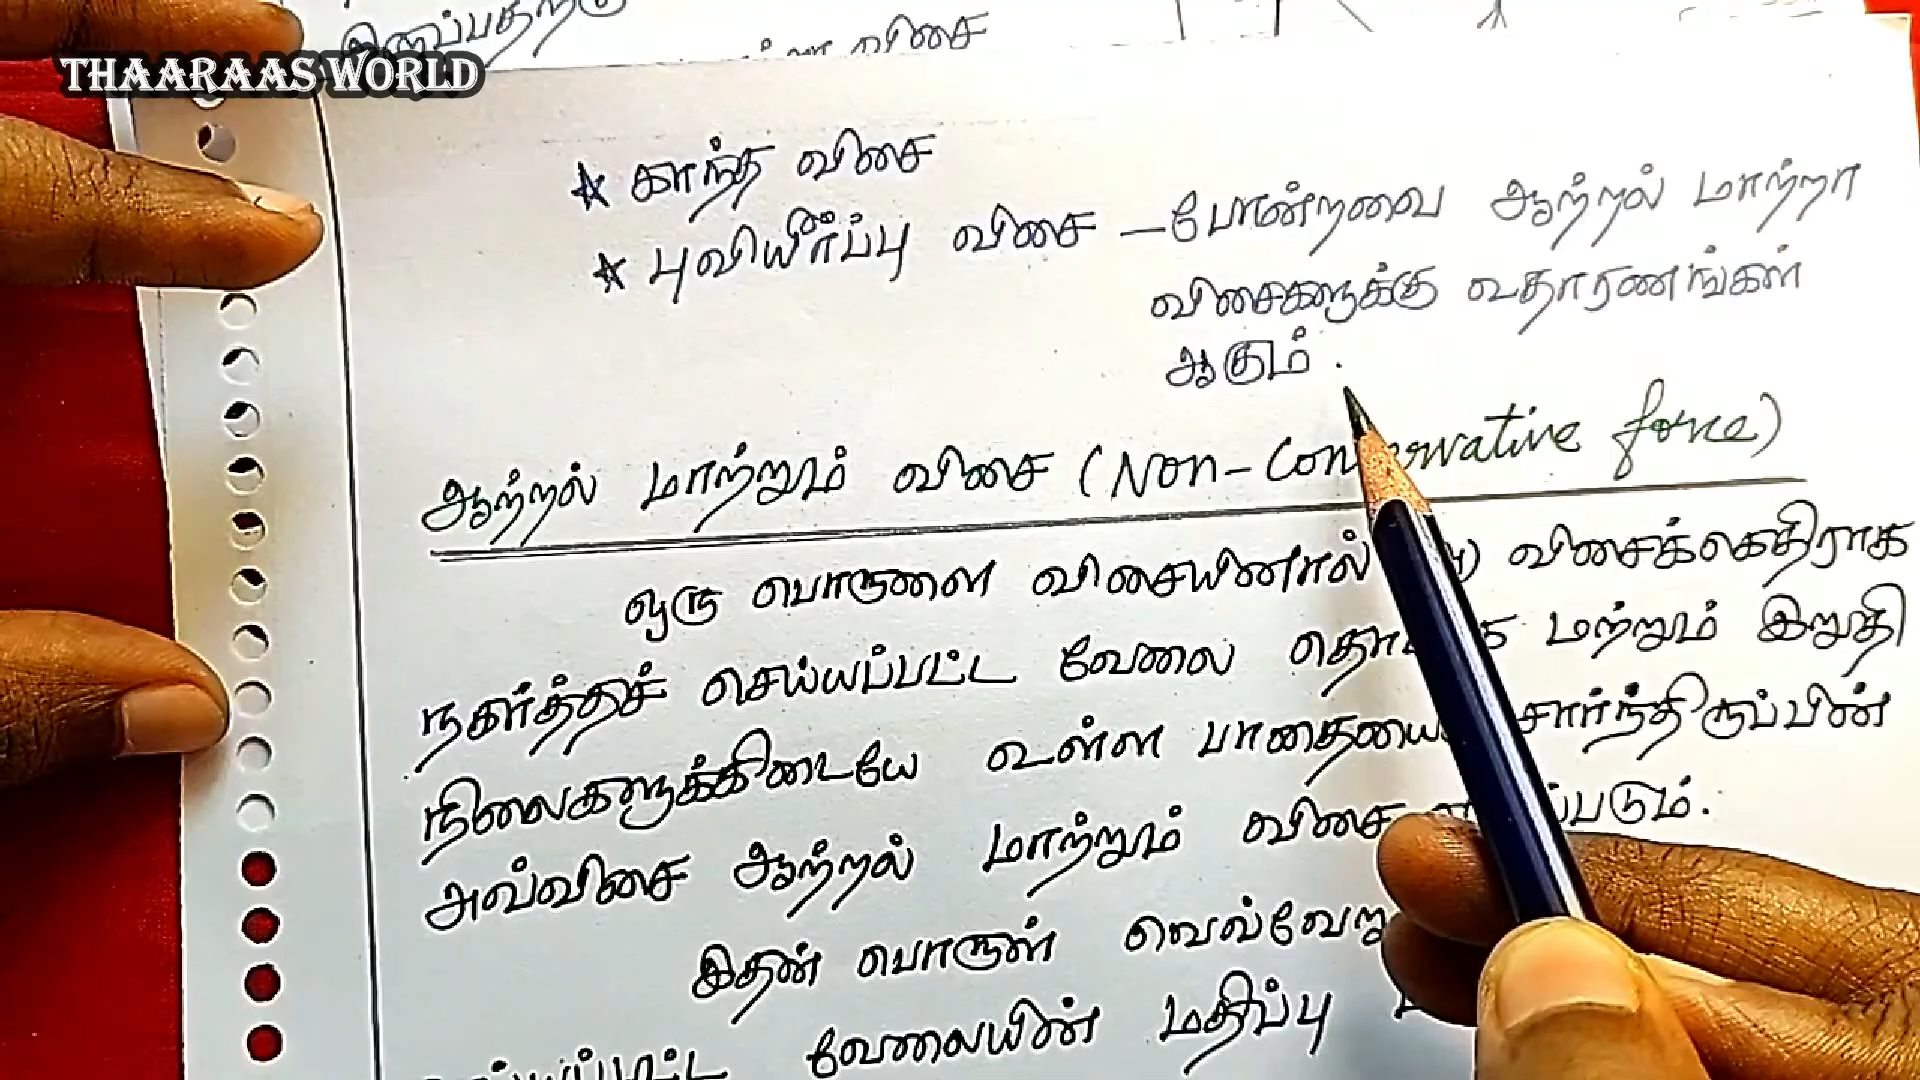 THAARAAS WORLD
விசை
★ காந்த விசை
★ புவியீர்ப்பு விசை – போன்றவை ஆற்றல் மாற்றா
விசைகளுக்கு உதாரணங்கள்
ஆகும்.
ஆற்றல் மாற்றும் விசை (Non-Conservative force)
ஒரு பொருளை விசையினால் விசைக்கெதிராக
நகர்த்தச் செய்யப்பட்ட வேலை மற்றும் இறுதி
நிலைகளுக்கிடையே உள்ள பாதையை சார்ந்திருப்பின்
அவ்விசை ஆற்றல் மாற்றும் விசை
இதன் பொருள் வெவ்வேறு
வேலையின் மதிப்பு